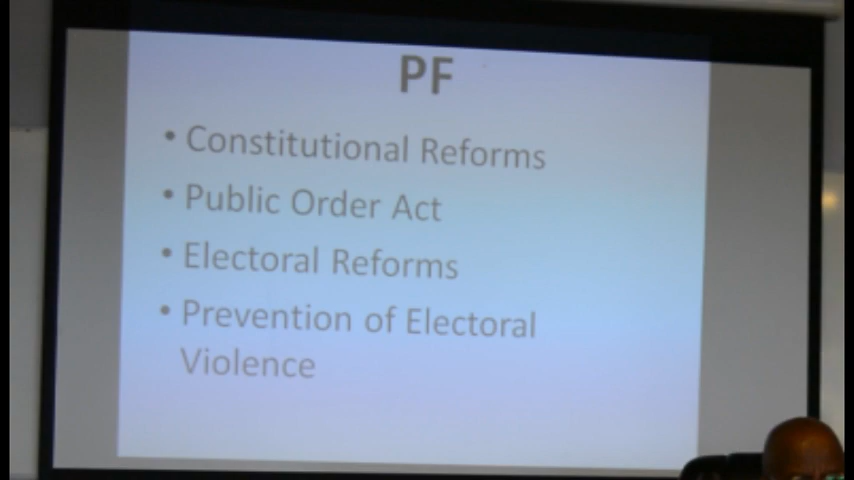 PF
• Constitutional Reforms
• Public Order Act
• Electoral Reforms
• Prevention of Electoral
Violence